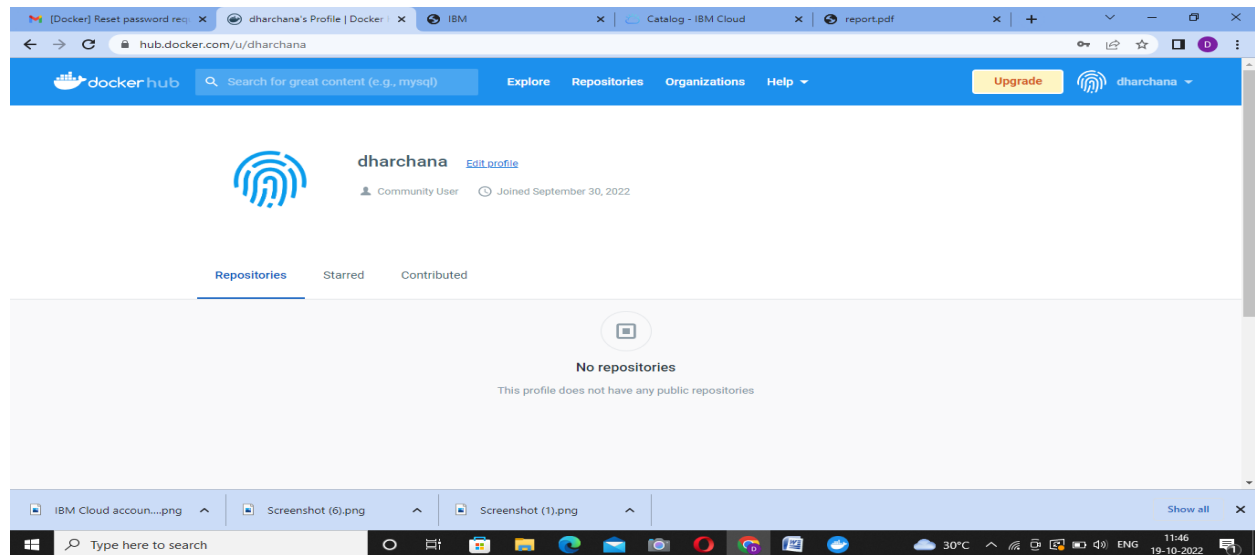 [Docker] Reset password req
dharchana's Profile | Docker
IBM
Catalog - IBM Cloud
report.pdf
hub.docker.com/u/dharchana
D
docker hub
Search for great content (e.g., mysql)
Explore
Repositories
Organizations
Help
Upgrade
dharchana
dharchana Edit profile
Community User Joined September 30, 2022
Repositories Starred Contributed
No repositories
This profile does not have any public repositories
IBM Cloud accoun....png
Screenshot (6).png
Screenshot (1).png
Show all
Type here to search
30°C
ENG
11:46
19-10-2022